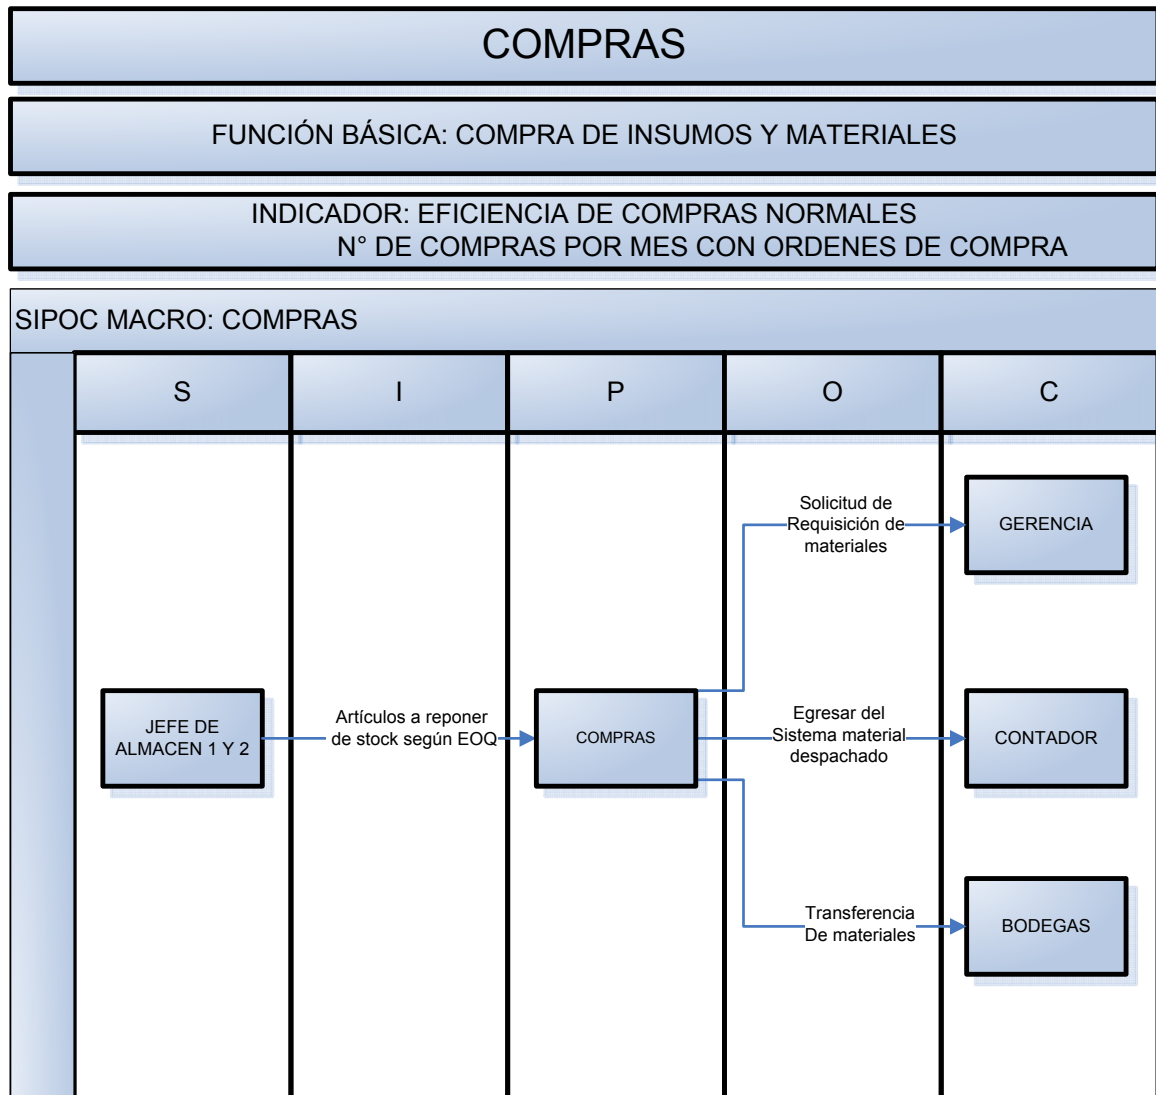 COMPRAS
FUNCIÓN BÁSICA: COMPRA DE INSUMOS Y MATERIALES
INDICADOR: EFICIENCIA DE COMPRAS NORMALES
N° DE COMPRAS POR MES CON ORDENES DE COMPRA
SIPOC MACRO: COMPRAS
S
I
P
O
C
Solicitud de
Requisición de
materiales
GERENCIA
JEFE DE
ALMACEN 1 Y 2
Artículos a reponer
de stock según EOQ
COMPRAS
Egresar del
Sistema material
despachado
CONTADOR
Transferencia
De materiales
BODEGAS